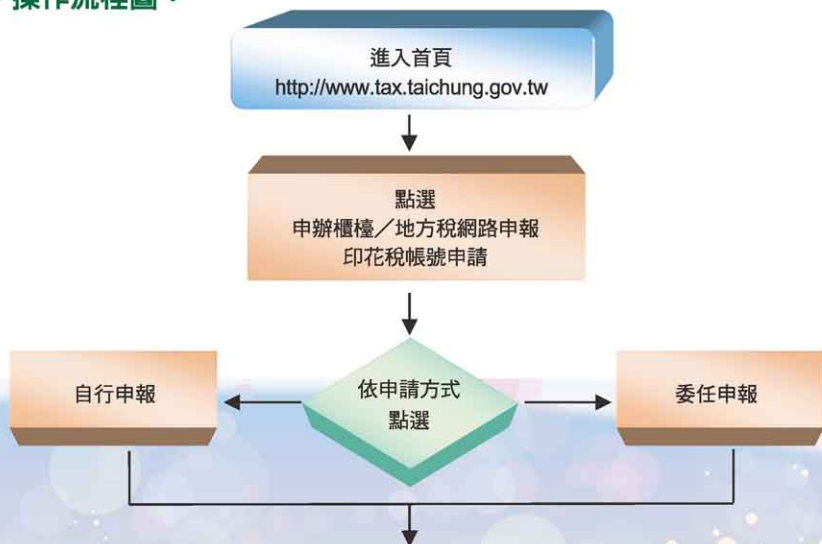 操作流程圖：
進入首頁
http://www.tax.taichung.gov.tw
點選
申辦櫃檯／地方稅網路申報
印花稅帳號申請
依申請方式
點選
自行申報
委任申報